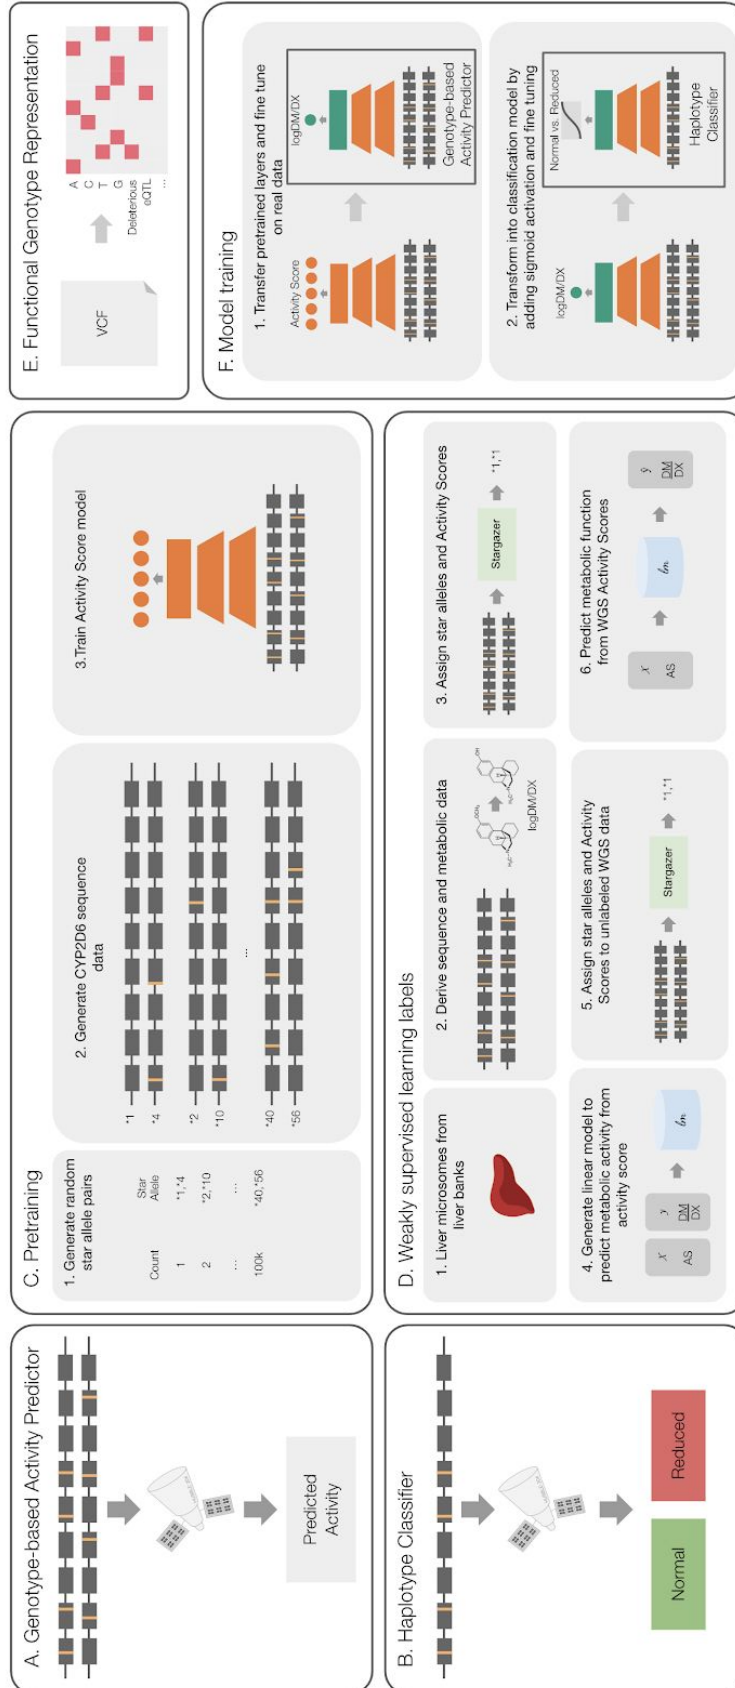 A. Genotype-based Activity Predictor
Predicted
Activity
B. Haplotype Classifier
Normal
Reduced
C. Pretraining
1. Generate random
star allele pairs
Count
Star
Allele
1
*1,*4
2
*2,*10
...
...
100k
*40,*56
2. Generate CYP2D6 sequence
data
*1
*4
*2
*10
...
*40
*56
3.Train Activity Score model
D. Weakly supervised learning labels
1. Liver microsomes from
liver banks
2. Derive sequence and metabolic data
logDM/DX
3. Assign star alleles and Activity Scores
Stargazer
*1,*1
4. Generate linear model to
predict metabolic activity from
activity score
x
AS
y
DM
DX
lm
5. Assign star alleles and Activity
Scores to unlabeled WGS data
Stargazer
*1,*1
6. Predict metabolic function
from WGS Activity Scores
x
AS
lm
ŷ
DM
DX
E. Functional Genotype Representation
VCF
A
C
T
G
Deleterious
eQTL
...
F. Model training
1. Transfer pretrained layers and fine tune
on real data
Activity Score
logDM/DX
Genotype-based
Activity Predictor
2. Transform into classification model by
adding sigmoid activation and fine tuning
logDM/DX
Normal vs. Reduced
Haplotype
Classifier